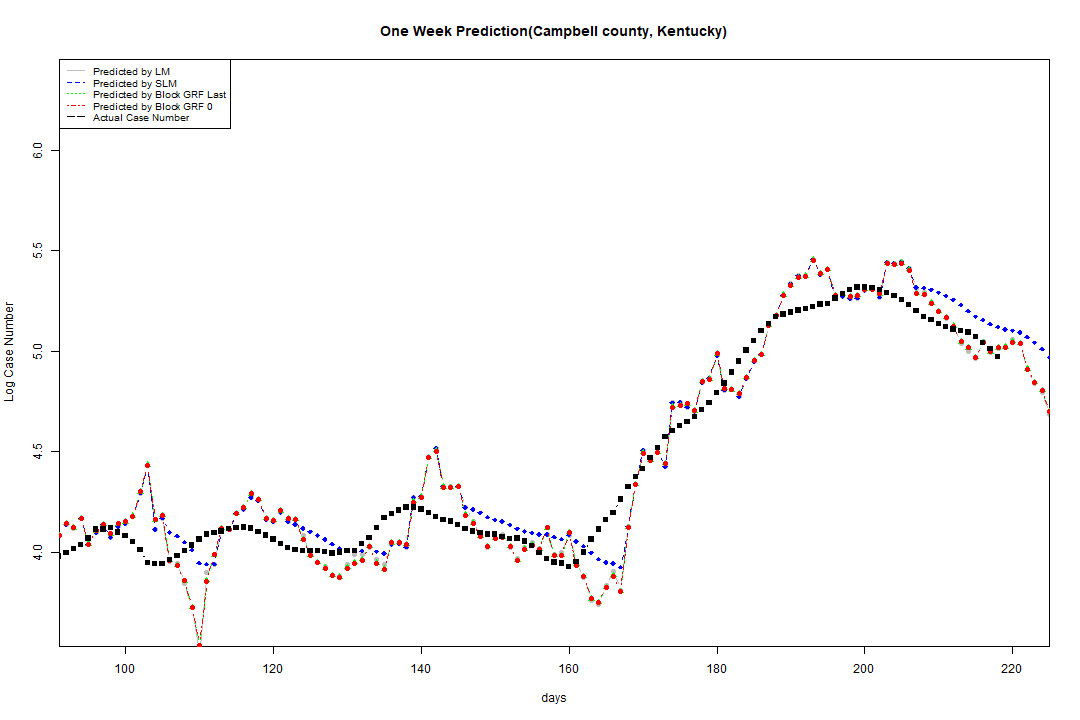 One Week Prediction(Campbell county, Kentucky)
Predicted by LM
Predicted by SLM
Predicted by Block GRF Last
Predicted by Block GRF 0
Actual Case Number
6.0
5.5
5.0
4.5
4.0
Log Case Number
100 120 140 160 180 200 220
days